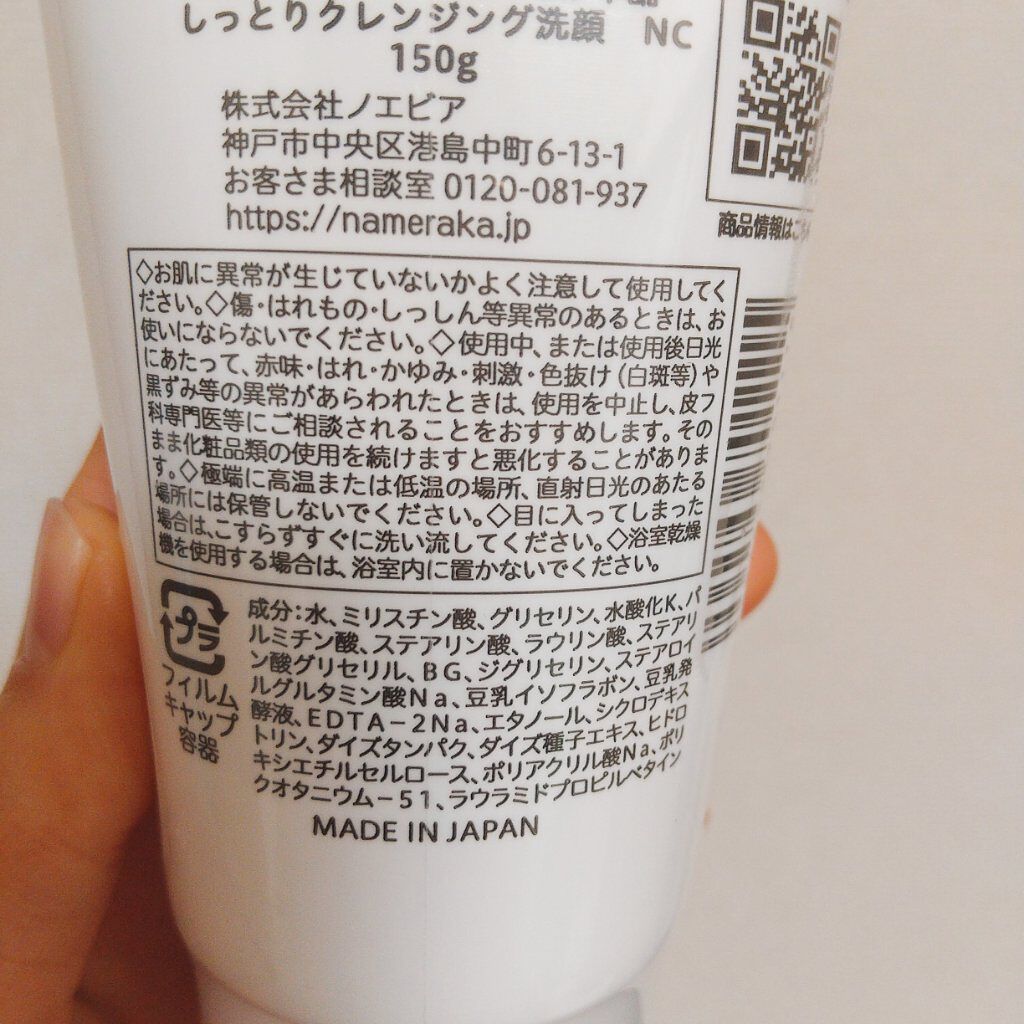 しっとりクレンジング洗顔 NC
150g
株式会社ノエビア
神戸市中央区港島中町6-13-1
お客さま相談室 0120-081-937
https://nameraka.jp
商品情報は
◇お肌に異常が生じていないかよく注意して使用してく
ださい。◇傷・はれもの・しっしん等異常のあるときは、お
使いにならないでください。◇使用中、または使用後日光
にあたって、赤味・はれ・かゆみ・刺激・色抜け(白斑等)や
黒ずみ等の異常があらわれたときは、使用を中止し、皮フ
科専門医等にご相談されることをおすすめします。その
まま化粧品類の使用を続けますと悪化することがありま
す。◇極端に高温または低温の場所、直射日光のあたる
場所には保管しないでください。◇目に入ってしまった
場合は、こすらずすぐに洗い流してください。◇浴室乾燥
機を使用する場合は、浴室内に置かないでください。
プラ
フィルム
キャップ
容器
成分:水、ミリスチン酸、グリセリン、水酸化K、パ
ルミチン酸、ステアリン酸、ラウリン酸、ステアリ
ン酸グリセリル、BG、ジグリセリン、ステアロイ
ルグルタミン酸Na、豆乳イソフラボン、豆乳発
酵液、EDTA-2Na、エタノール、シクロデキス
トリン、ダイズタンパク、ダイズ種子エキス、ヒドロ
キシエチルセルロース、ポリアクリル酸Na、ポリ
クオタニウム-51、ラウラミドプロピルベタイン
MADE IN JAPAN